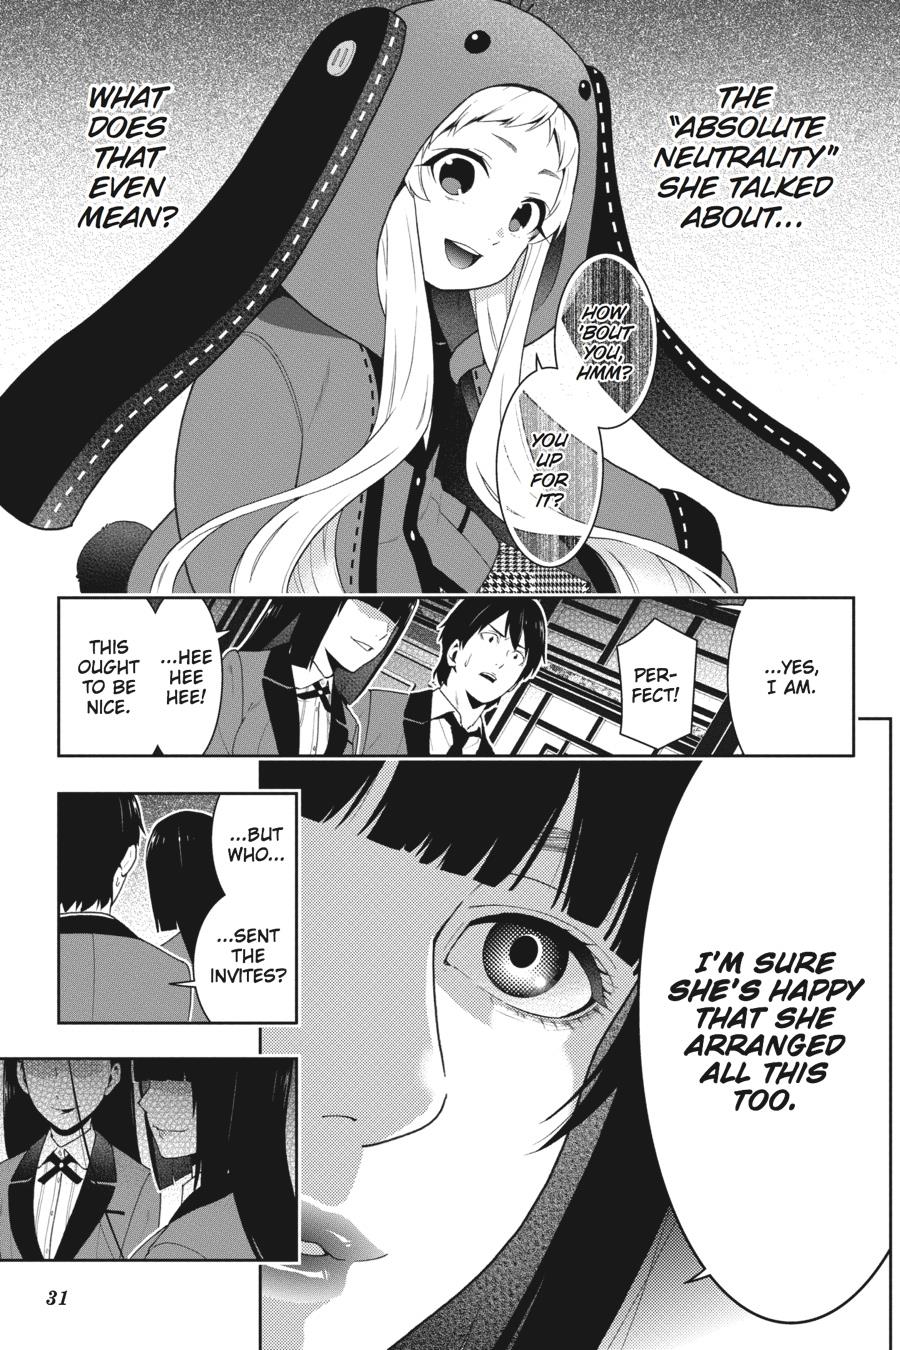 THE
"ABSOLUTE
NEUTRALITY"
SHE TALKED
ABOUT...
WHAT
DOES
THAT
EVEN
MEAN?
HOW
'BOUT
YOU,
HMM?
YOU
UP
FOR
IT?
...YES,
I AM.
PER-
FECT!
...HEE
HEE
HEE!
THIS
OUGHT
TO BE
NICE.
I'M SURE
SHE'S HAPPY
THAT SHE
ARRANGED
ALL THIS
TOO.
...BUT
WHO...
...SENT
THE
INVITES?
31